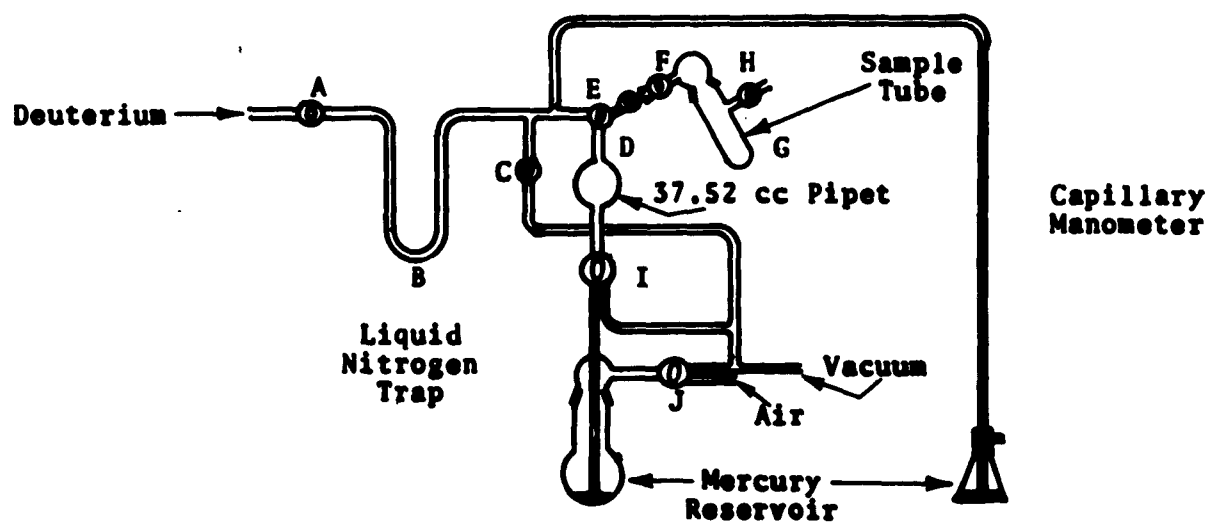 A
F
H
Sample
Tube
E
Deuterium
D
G
C
37.52 cc Pipet
Capillary
Manometer
B
I
Liquid
Nitrogen
Trap
Vacuum
J
Air
Mercury
Reservoir